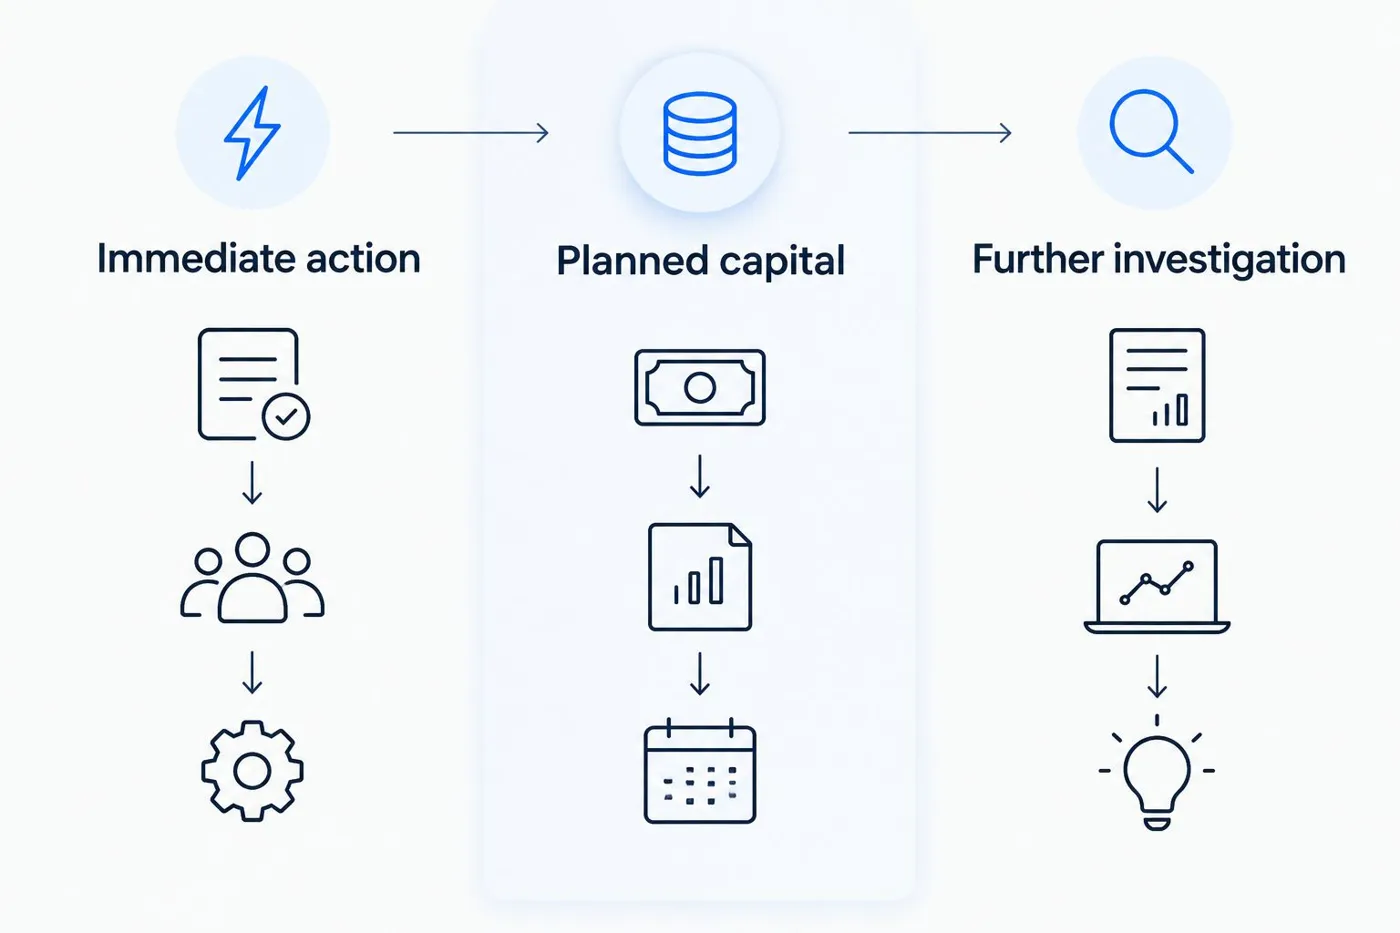 Immediate action
Planned capital
Further investigation